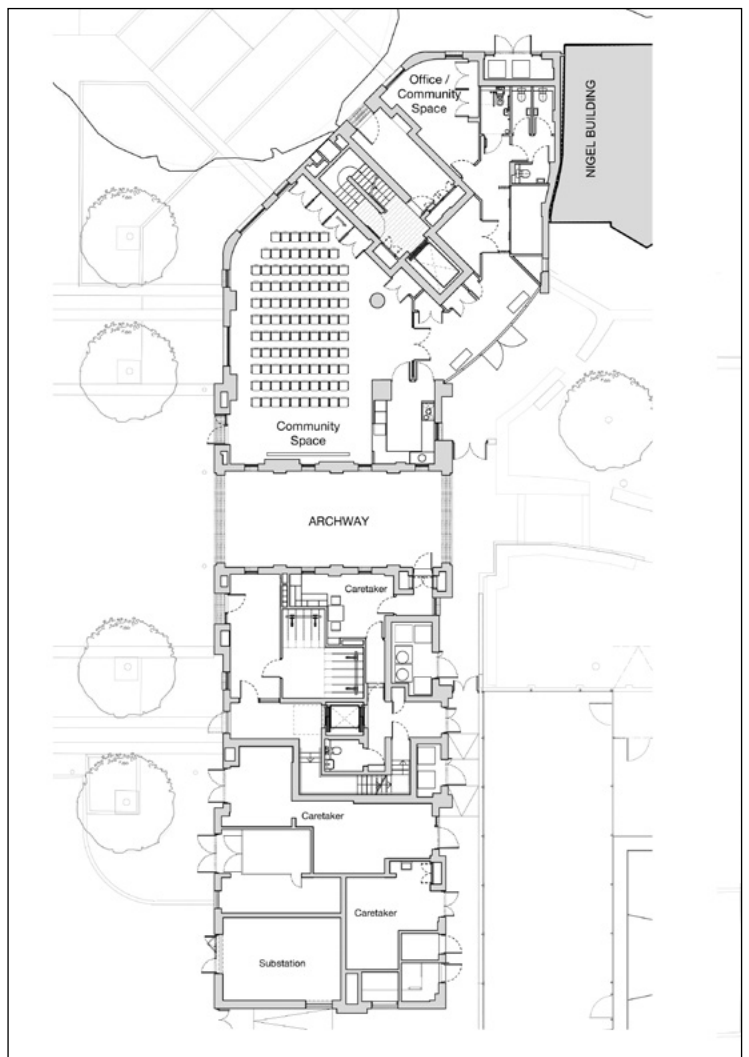 Office /
Community
Space
NIGEL BUILDING
Community
Space
ARCHWAY
Caretaker
Caretaker
Caretaker
Substation